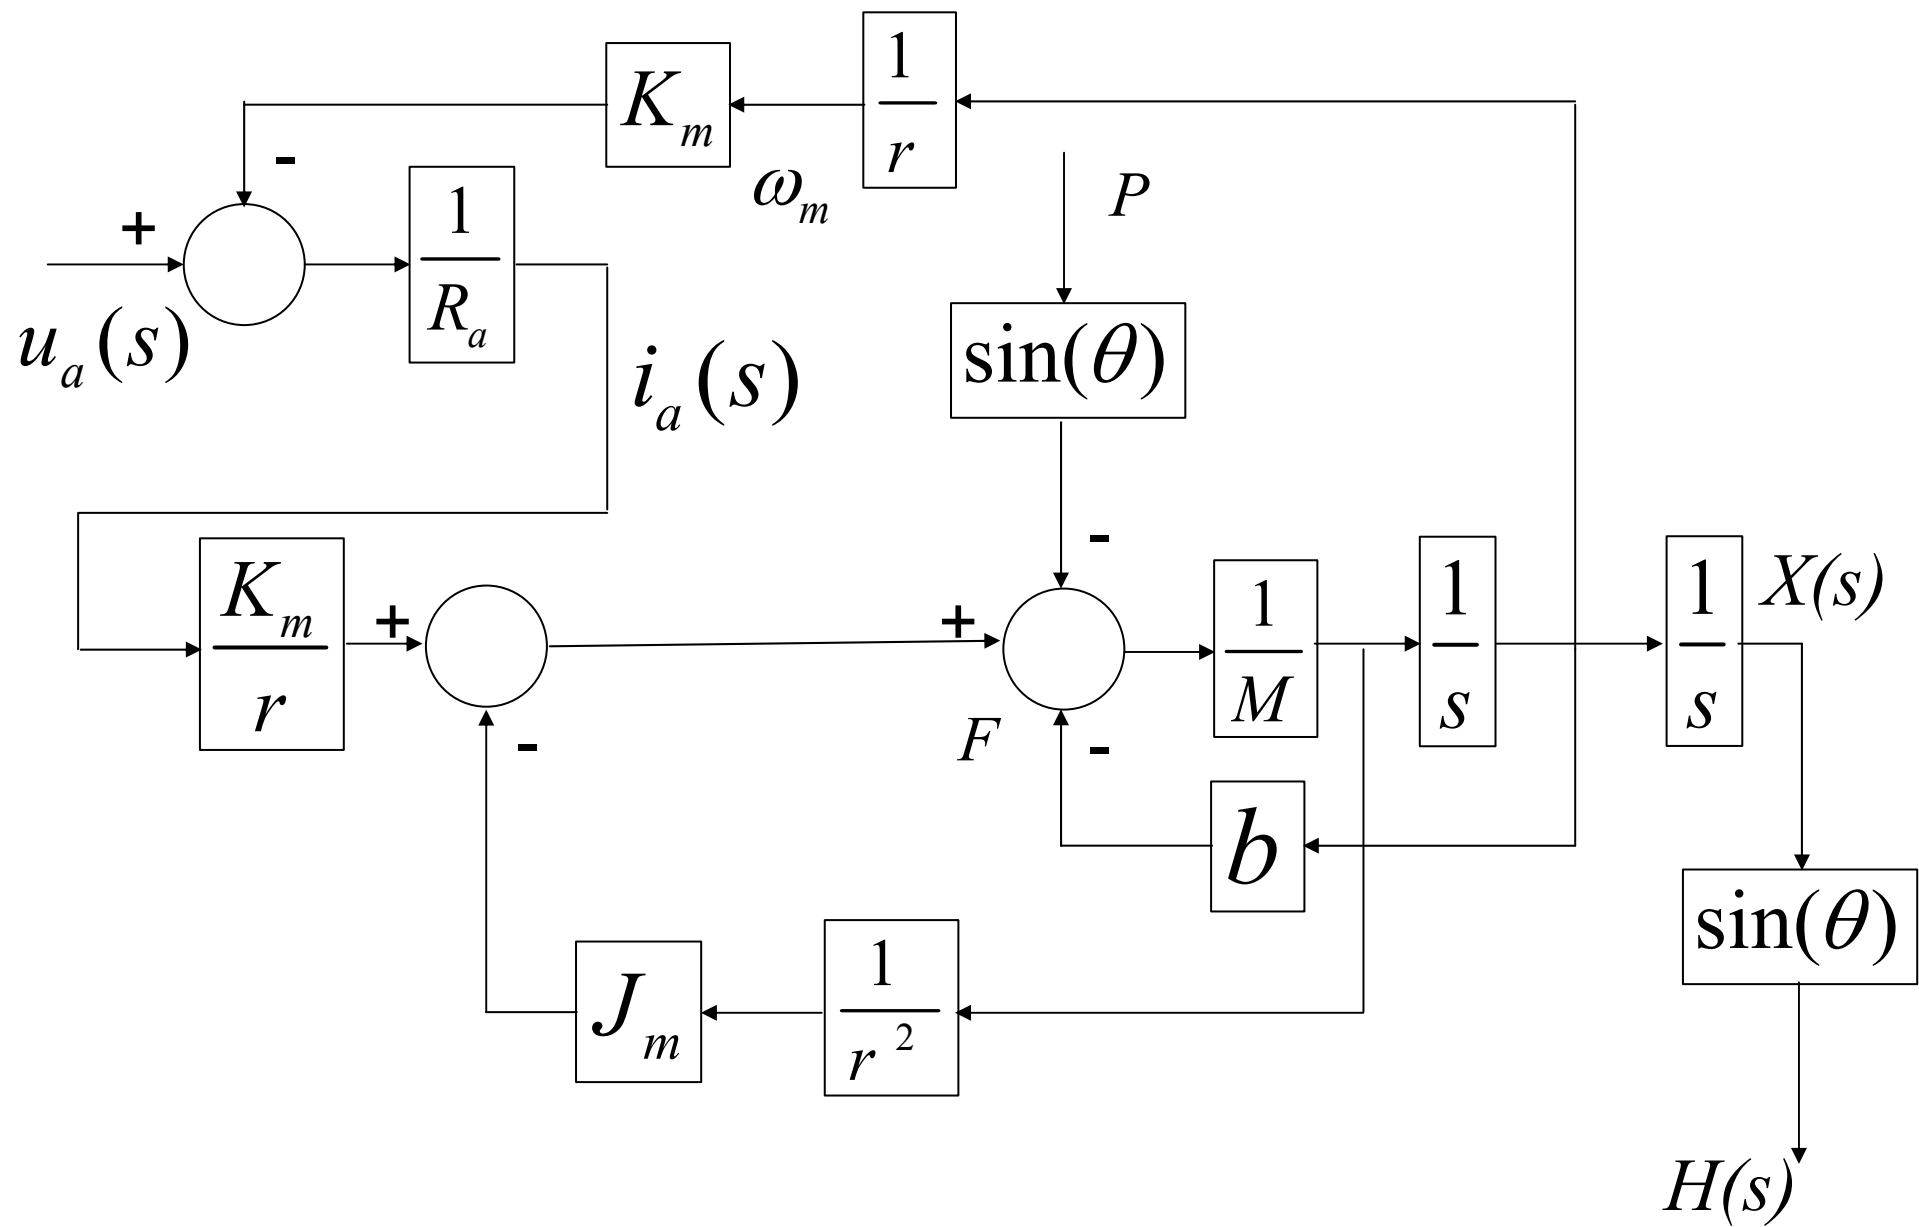 1/r
K_m
-
ω_m
P
+
1/R_a
u_a(s)
i_a(s)
sin(θ)
-
K_m/r
+
+
1/M
1/s
1/s
X(s)
-
F
-
b
sin(θ)
J_m
1/r^2
H(s)